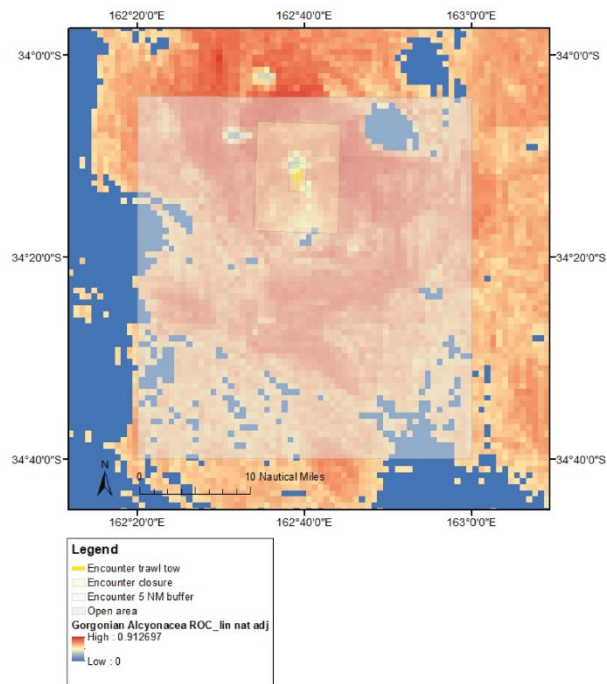 162°20'0"E 162°40'0"E 163°0'0"E
34°0'0"S 34°0'0"S
34°20'0"S 34°20'0"S
34°40'0"S 34°40'0"S
N
0 10 Nautical Miles
162°20'0"E 162°40'0"E 163°0'0"E
Legend
Encounter trawl tow
Encounter closure
Encounter 5 NM buffer
Open area
Gorgonian Alcyonacea ROC_lin nat adj
High : 0.912697
Low : 0